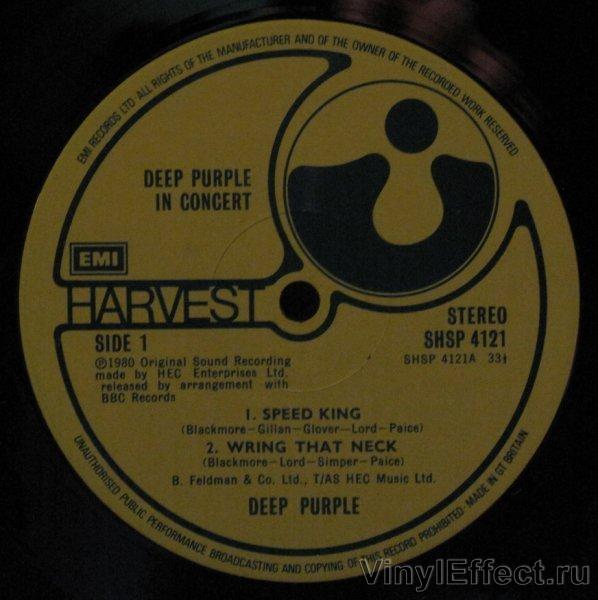 EMI RECORDS LTD ALL RIGHTS OF THE MANUFACTURER AND OF THE OWNER OF THE RECORDED WORK RESERVED
DEEP PURPLE
IN CONCERT
EMI
HARVEST
SIDE 1
STEREO
SHSP 4121
SHSP 4121A 33⅓
℗1980 Original Sound Recording
made by HEC Enterprises Ltd.
released by arrangement with
BBC Records
1. SPEED KING
(Blackmore–Gillan–Glover–Lord–Paice)
2. WRING THAT NECK
(Blackmore–Lord–Simper–Paice)
B. Feldman & Co. Ltd., T/AS HEC Music Ltd.
DEEP PURPLE
UNAUTHORISED PUBLIC PERFORMANCE BROADCASTING AND COPYING OF THIS RECORD PROHIBITED·MADE IN GT BRITAIN
VinylEffect.ru